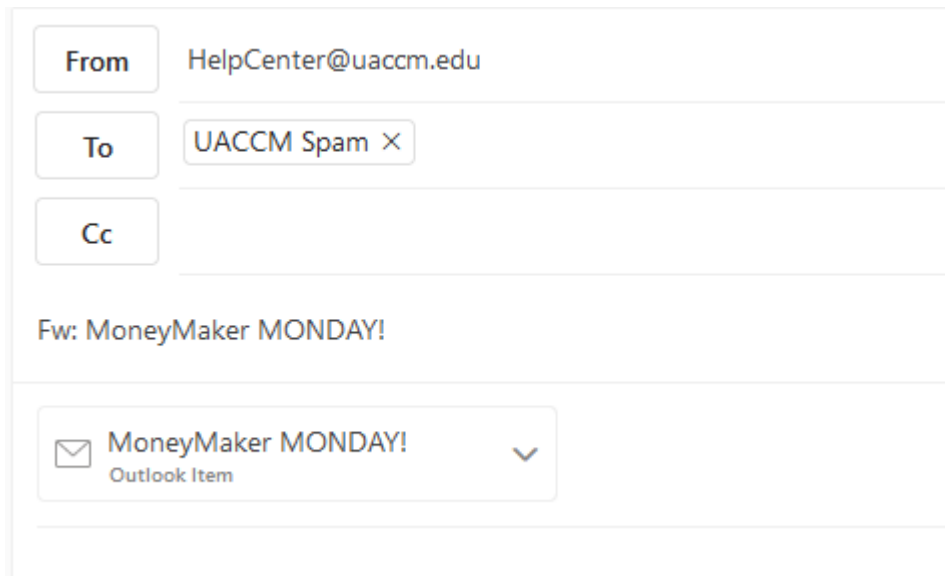 From HelpCenter@uaccm.edu
To UACCM Spam ×
Cc
Fw: MoneyMaker MONDAY!
MoneyMaker MONDAY!
Outlook Item